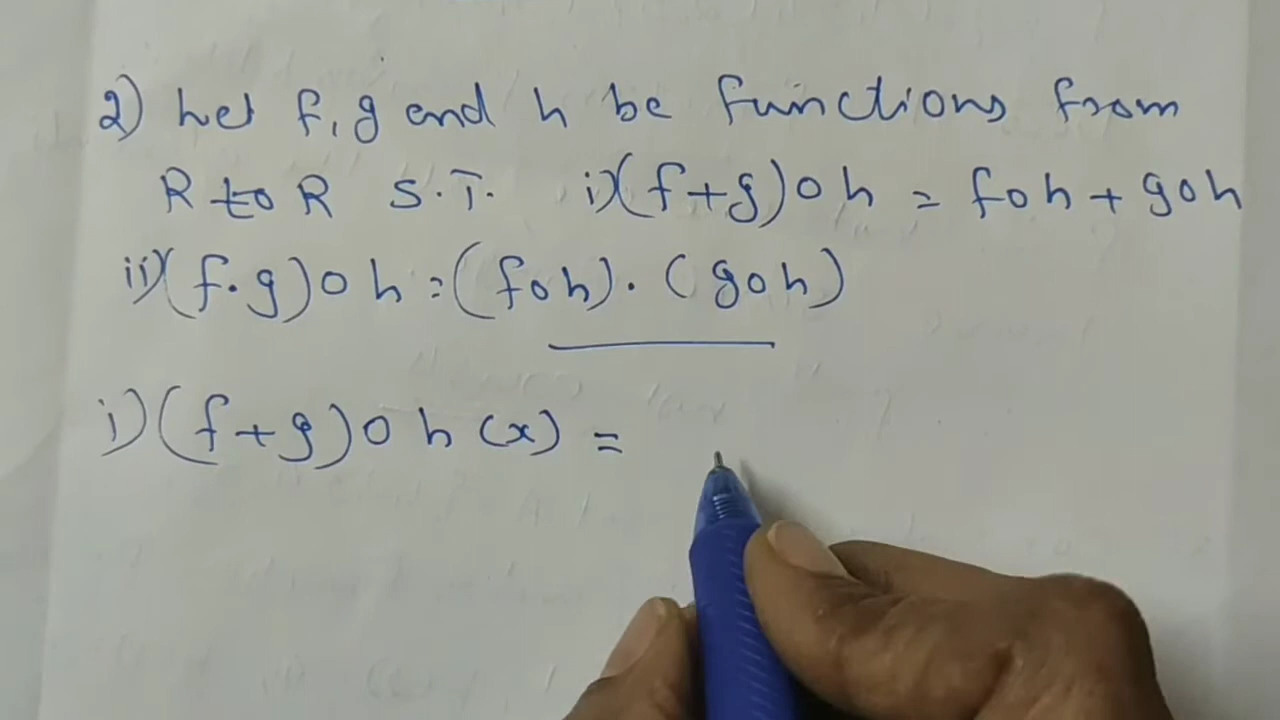 2) Let f, g and h be functions from
R to R S.T. i) (f+g)oh = foh + goh
ii) (f.g)oh = (foh).(goh)
i) (f+g)oh(x) =